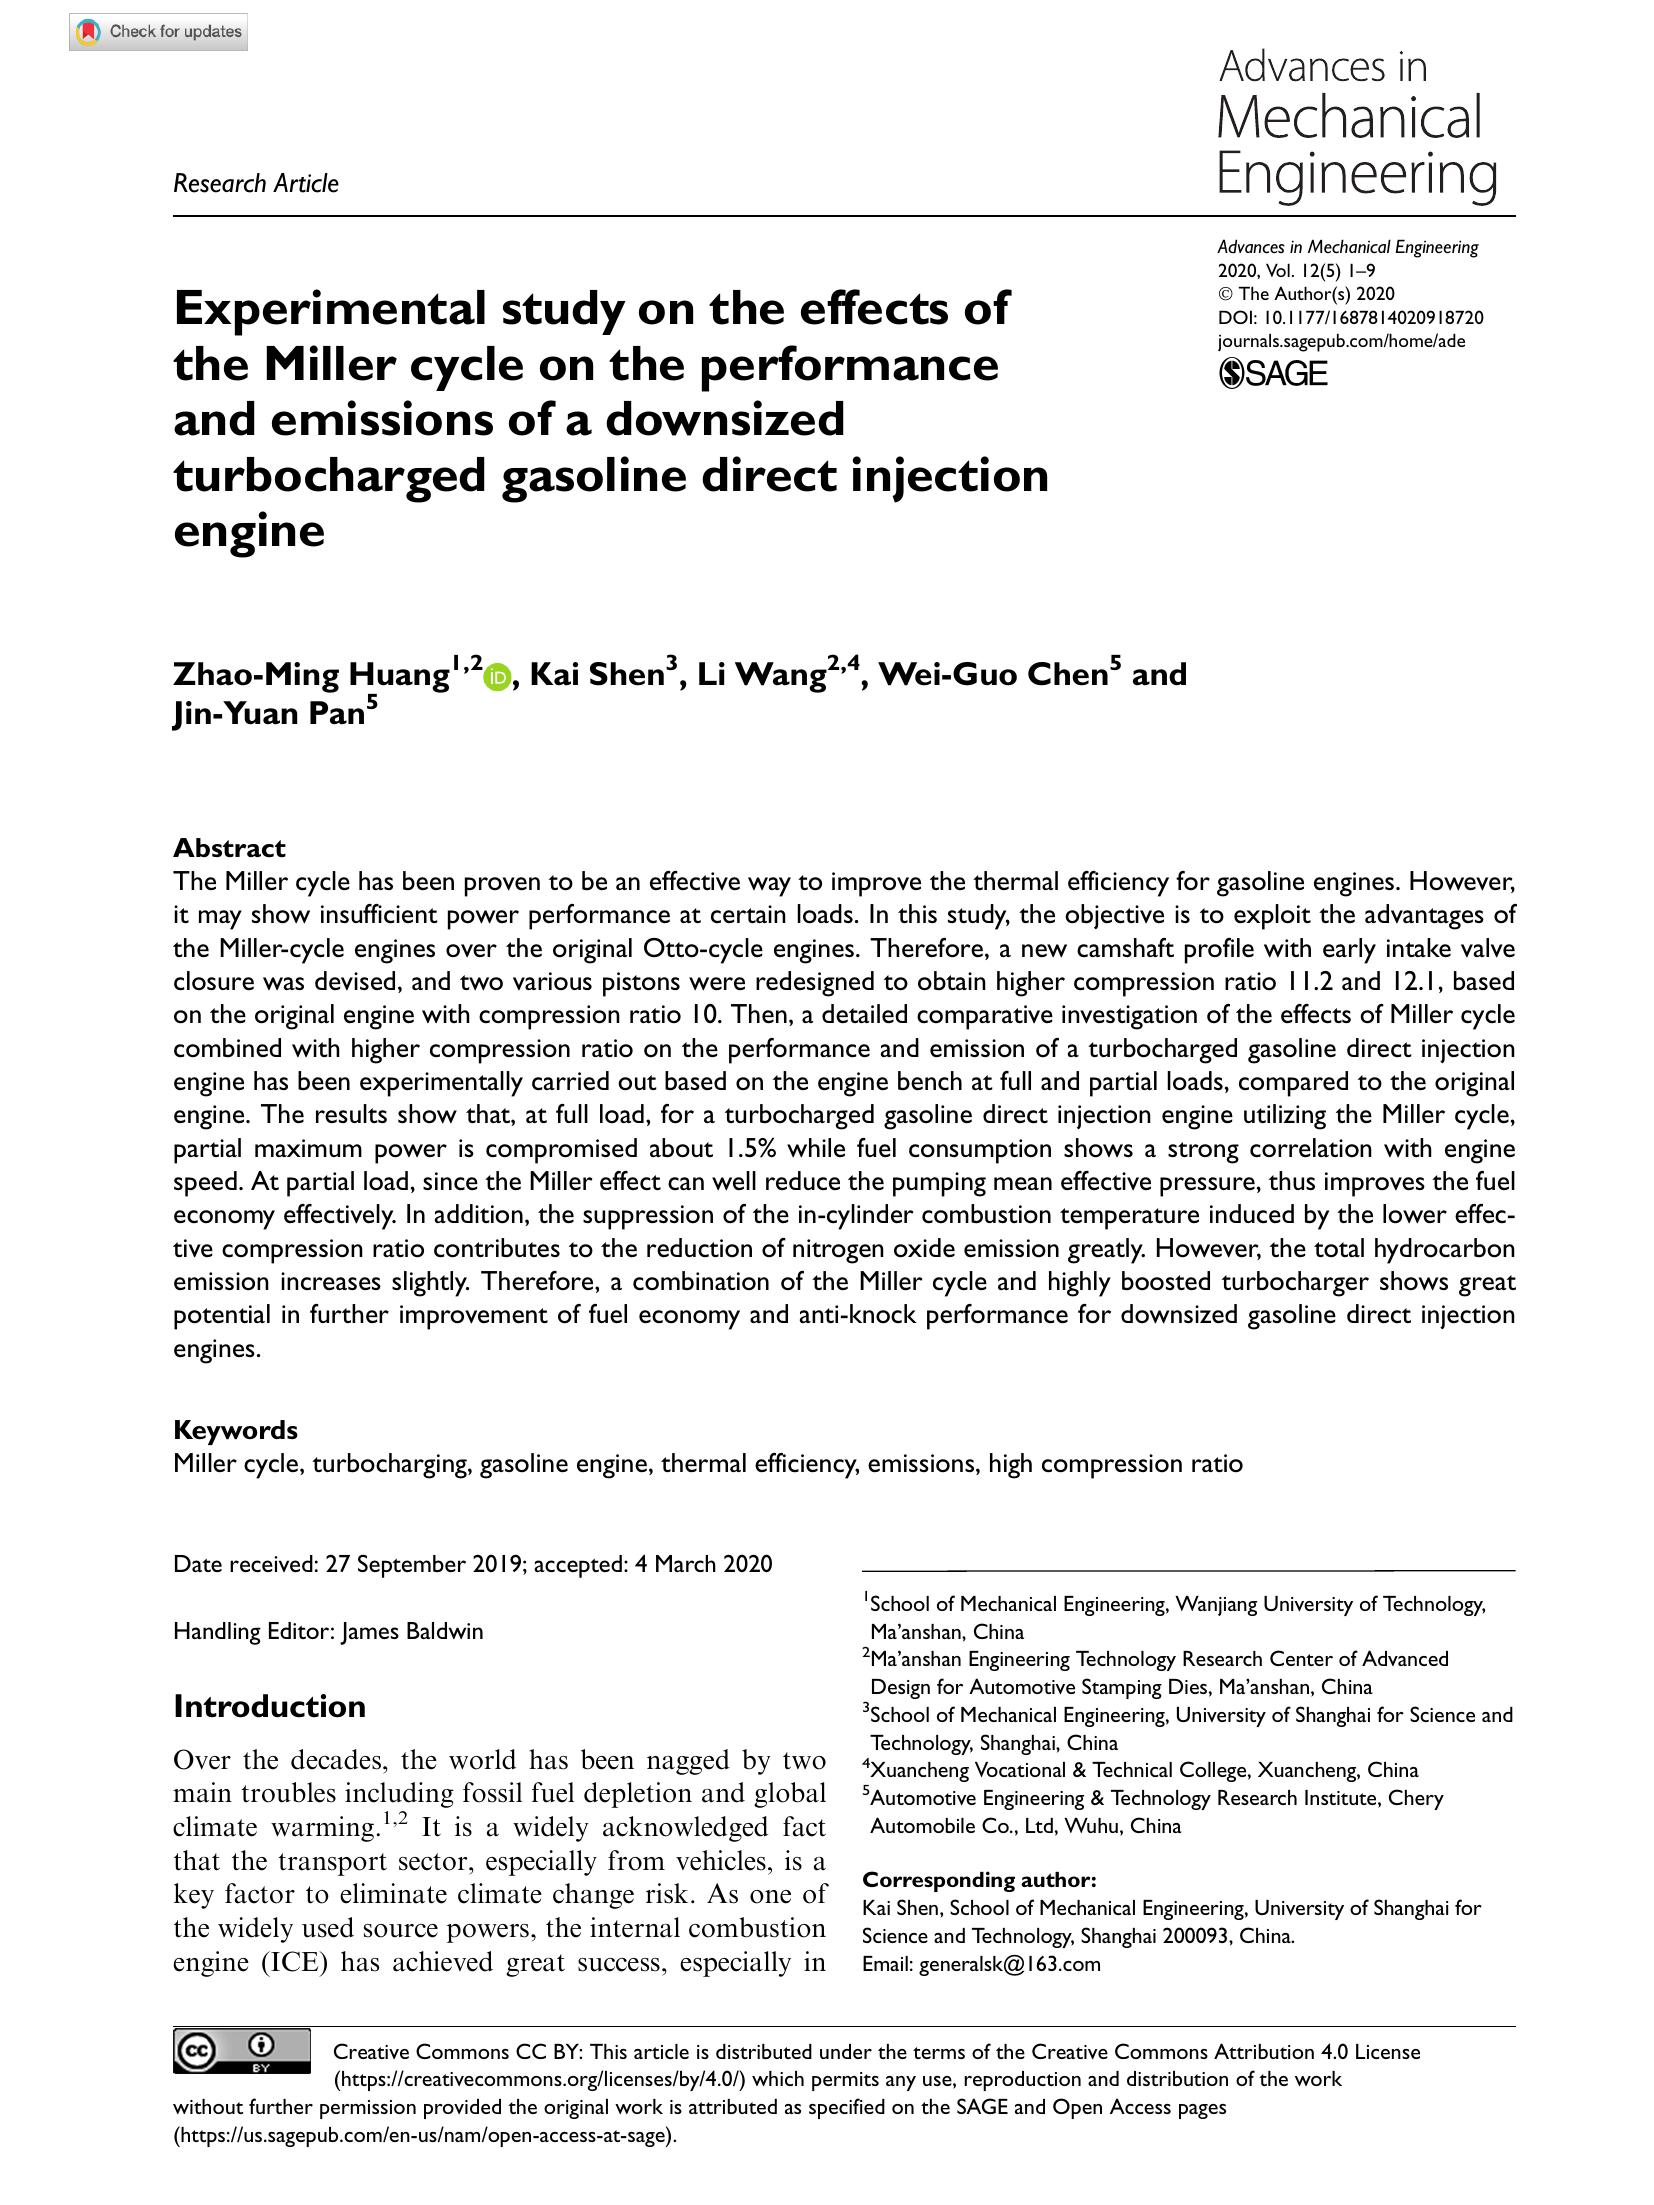 Check for updates
Advances in
Mechanical
Engineering
Research Article
Advances in Mechanical Engineering
2020, Vol. 12(5) 1–9
© The Author(s) 2020
DOI: 10.1177/1687814020918720
journals.sagepub.com/home/ade
SAGE
Experimental study on the effects of
the Miller cycle on the performance
and emissions of a downsized
turbocharged gasoline direct injection
engine
Zhao-Ming Huang1,2 iD, Kai Shen3, Li Wang2,4, Wei-Guo Chen5 and
Jin-Yuan Pan5
Abstract
The Miller cycle has been proven to be an effective way to improve the thermal efficiency for gasoline engines. However,
it may show insufficient power performance at certain loads. In this study, the objective is to exploit the advantages of
the Miller-cycle engines over the original Otto-cycle engines. Therefore, a new camshaft profile with early intake valve
closure was devised, and two various pistons were redesigned to obtain higher compression ratio 11.2 and 12.1, based
on the original engine with compression ratio 10. Then, a detailed comparative investigation of the effects of Miller cycle
combined with higher compression ratio on the performance and emission of a turbocharged gasoline direct injection
engine has been experimentally carried out based on the engine bench at full and partial loads, compared to the original
engine. The results show that, at full load, for a turbocharged gasoline direct injection engine utilizing the Miller cycle,
partial maximum power is compromised about 1.5% while fuel consumption shows a strong correlation with engine
speed. At partial load, since the Miller effect can well reduce the pumping mean effective pressure, thus improves the fuel
economy effectively. In addition, the suppression of the in-cylinder combustion temperature induced by the lower effec-
tive compression ratio contributes to the reduction of nitrogen oxide emission greatly. However, the total hydrocarbon
emission increases slightly. Therefore, a combination of the Miller cycle and highly boosted turbocharger shows great
potential in further improvement of fuel economy and anti-knock performance for downsized gasoline direct injection
engines.
Keywords
Miller cycle, turbocharging, gasoline engine, thermal efficiency, emissions, high compression ratio
Date received: 27 September 2019; accepted: 4 March 2020
Handling Editor: James Baldwin
Introduction
Over the decades, the world has been nagged by two
main troubles including fossil fuel depletion and global
climate warming.1,2 It is a widely acknowledged fact
that the transport sector, especially from vehicles, is a
key factor to eliminate climate change risk. As one of
the widely used source powers, the internal combustion
engine (ICE) has achieved great success, especially in
1School of Mechanical Engineering, Wanjiang University of Technology,
Ma’anshan, China
2Ma’anshan Engineering Technology Research Center of Advanced
Design for Automotive Stamping Dies, Ma’anshan, China
3School of Mechanical Engineering, University of Shanghai for Science and
Technology, Shanghai, China
4Xuancheng Vocational & Technical College, Xuancheng, China
5Automotive Engineering & Technology Research Institute, Chery
Automobile Co., Ltd, Wuhu, China
Corresponding author:
Kai Shen, School of Mechanical Engineering, University of Shanghai for
Science and Technology, Shanghai 200093, China.
Email: generalsk@163.com
cc BY
Creative Commons CC BY: This article is distributed under the terms of the Creative Commons Attribution 4.0 License
(https://creativecommons.org/licenses/by/4.0/) which permits any use, reproduction and distribution of the work
without further permission provided the original work is attributed as specified on the SAGE and Open Access pages
(https://us.sagepub.com/en-us/nam/open-access-at-sage).